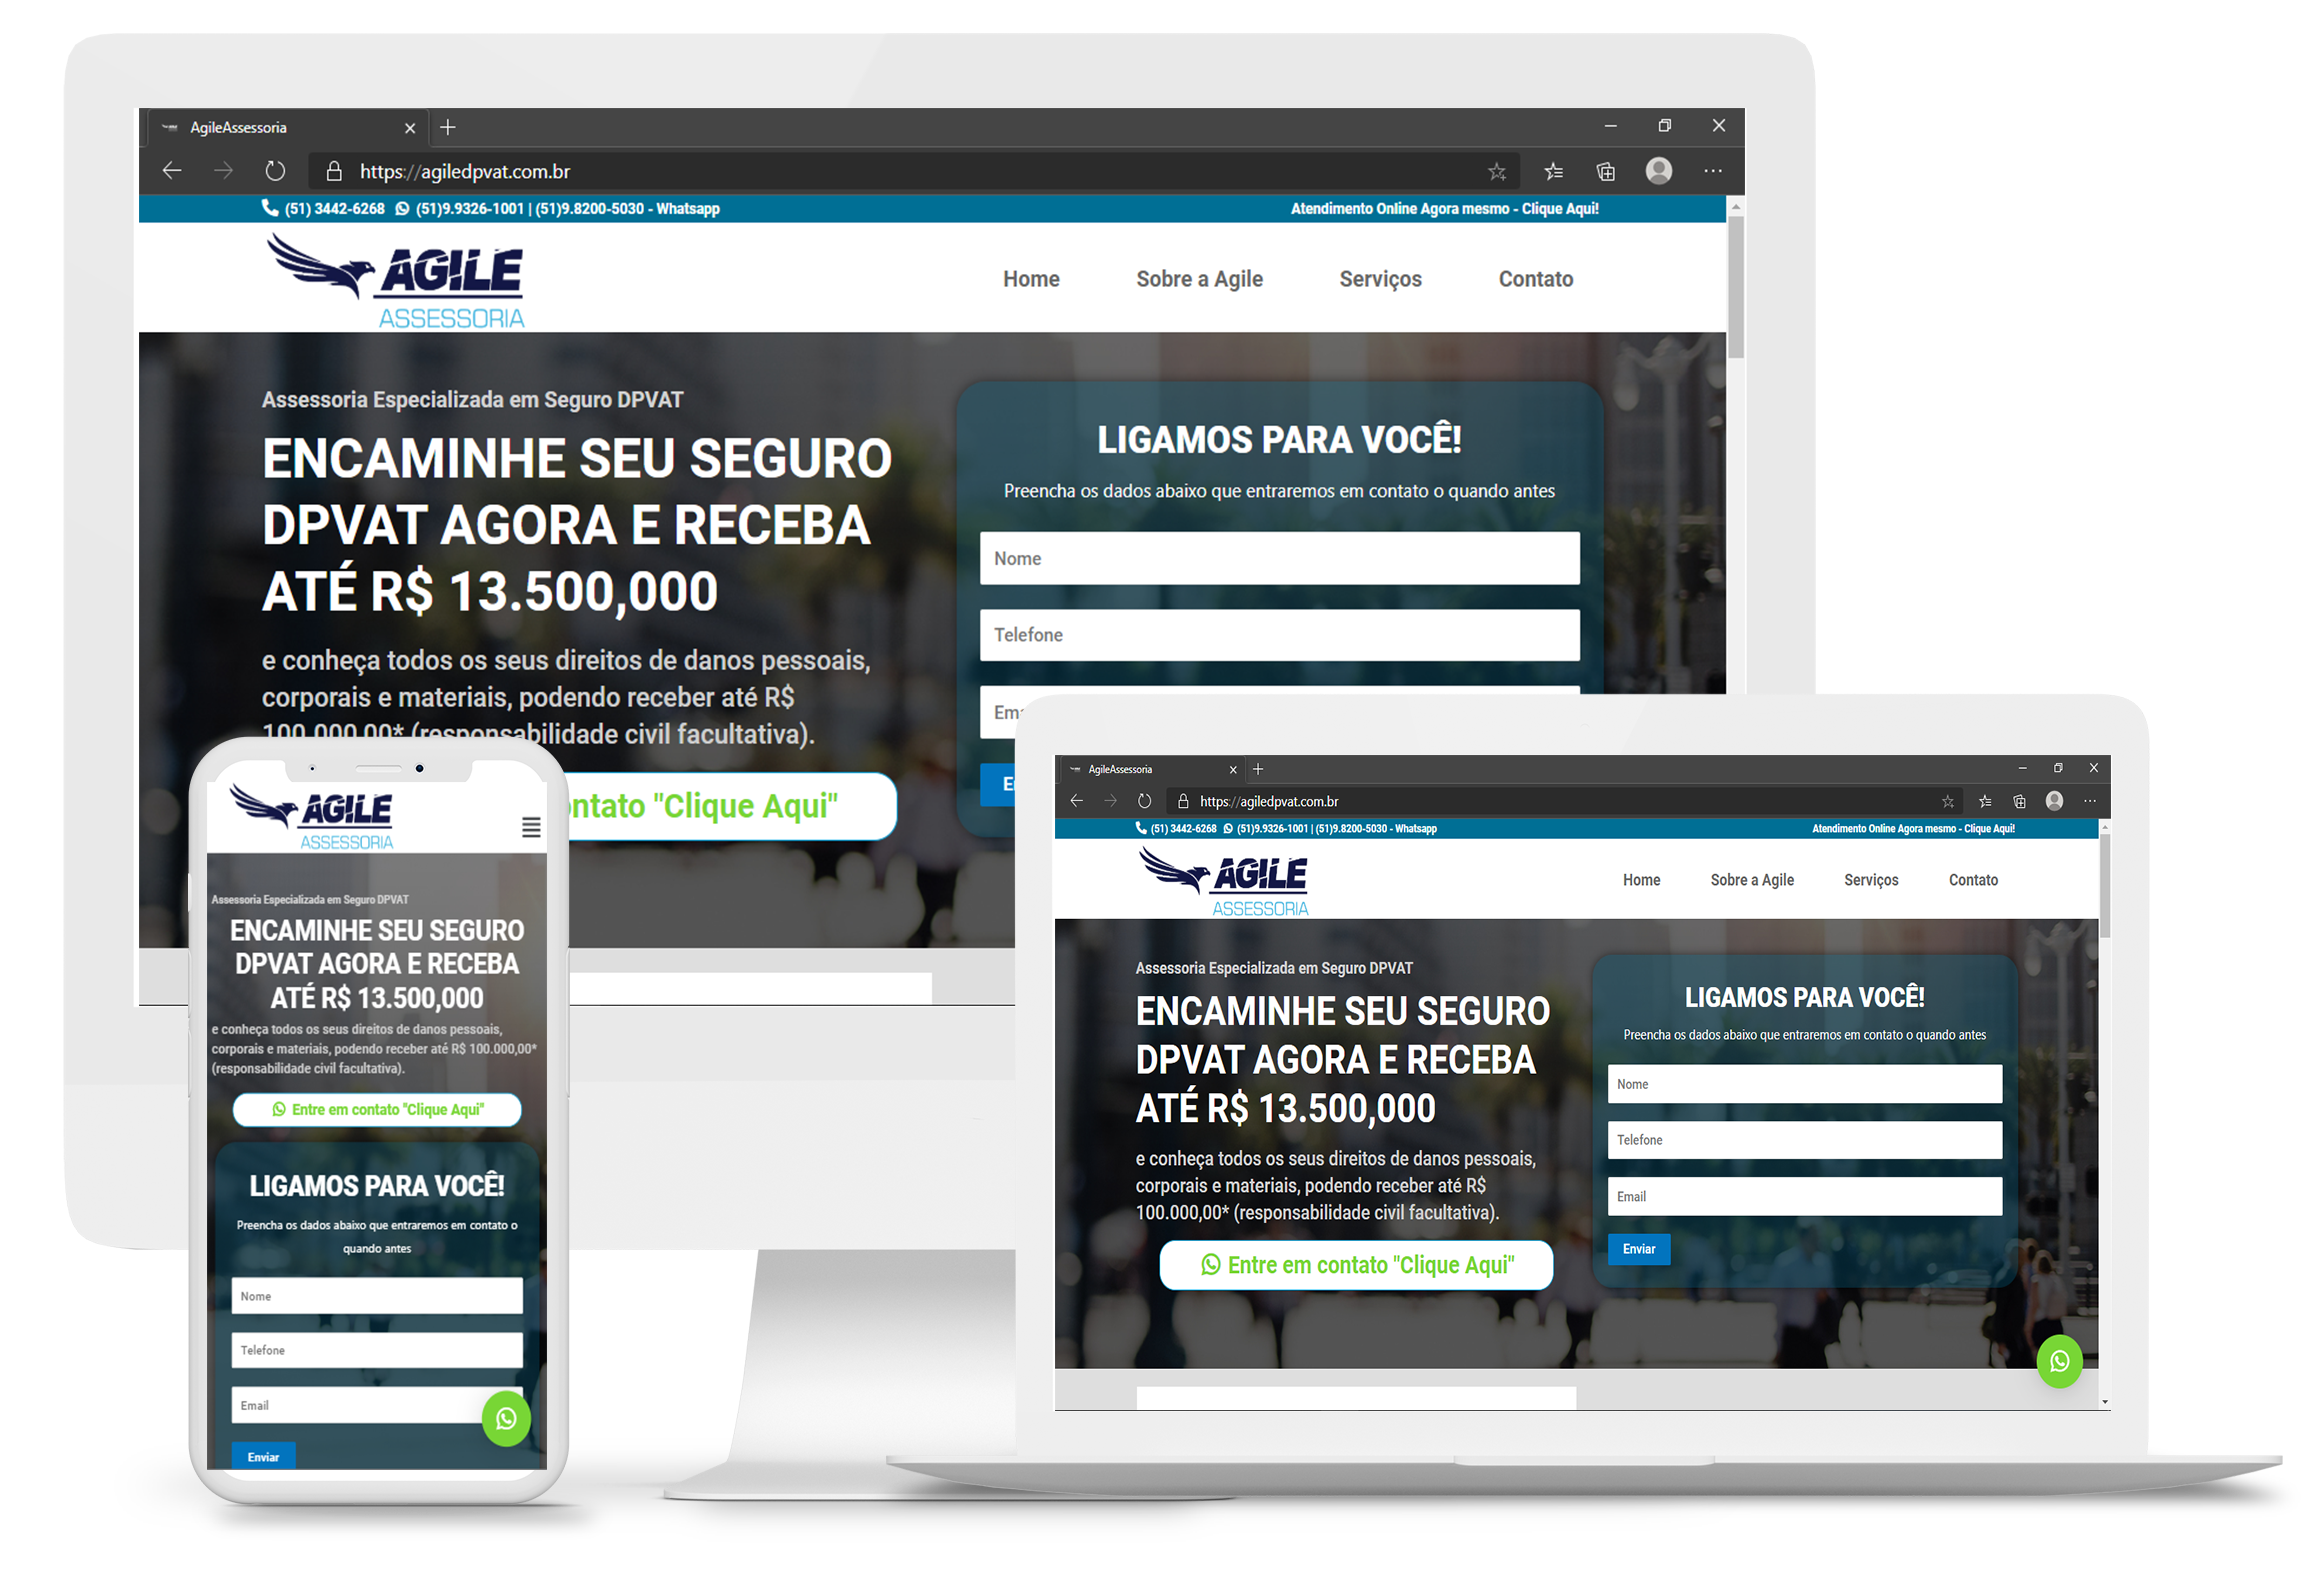 AgileAssessoria
https://agiledpvat.com.br
(51) 3442-6268 (51)9.9326-1001 | (51)9.8200-5030 - Whatsapp
Atendimento Online Agora mesmo - Clique Aqui!
AGILE
ASSESSORIA
Home
Sobre a Agile
Serviços
Contato
Assessoria Especializada em Seguro DPVAT
ENCAMINHE SEU SEGURO
DPVAT AGORA E RECEBA
ATÉ R$ 13.500,000
e conheça todos os seus direitos de danos pessoais,
corporais e materiais, podendo receber até R$
100.000,00* (responsabilidade civil facultativa).
ontato "Clique Aqui"
LIGAMOS PARA VOCÊ!
Preencha os dados abaixo que entraremos em contato o quando antes
Nome
Telefone
Em
E
AGILE
ASSESSORIA
Assessoria Especializada em Seguro DPVAT
ENCAMINHE SEU SEGURO
DPVAT AGORA E RECEBA
ATÉ R$ 13.500,000
e conheça todos os seus direitos de danos pessoais,
corporais e materiais, podendo receber até R$ 100.000,00*
(responsabilidade civil facultativa).
Entre em contato "Clique Aqui"
LIGAMOS PARA VOCÊ!
Preencha os dados abaixo que entraremos em contato o
quando antes
Nome
Telefone
Email
Enviar
AgileAssessoria
https://agiledpvat.com.br
(51) 3442-6268 (51)9.9326-1001 | (51)9.8200-5030 - Whatsapp
Atendimento Online Agora mesmo - Clique Aqui!
AGILE
ASSESSORIA
Home
Sobre a Agile
Serviços
Contato
Assessoria Especializada em Seguro DPVAT
ENCAMINHE SEU SEGURO
DPVAT AGORA E RECEBA
ATÉ R$ 13.500,000
e conheça todos os seus direitos de danos pessoais,
corporais e materiais, podendo receber até R$
100.000,00* (responsabilidade civil facultativa).
Entre em contato "Clique Aqui"
LIGAMOS PARA VOCÊ!
Preencha os dados abaixo que entraremos em contato o quando antes
Nome
Telefone
Email
Enviar